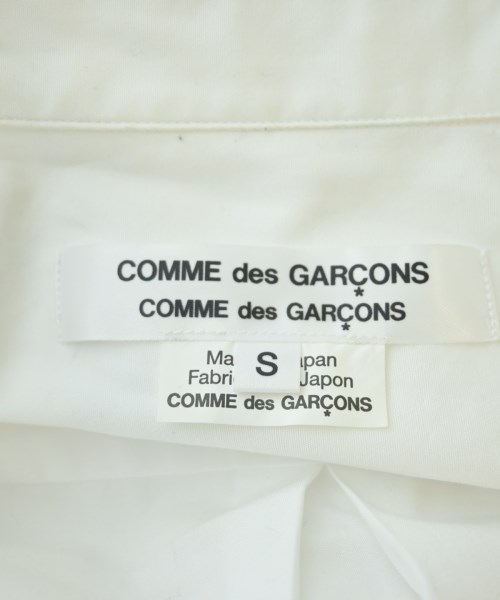 COMME des GARÇONS
COMME des GARÇONS
S
Ma apan
Fabri Japon
COMME des GARÇONS